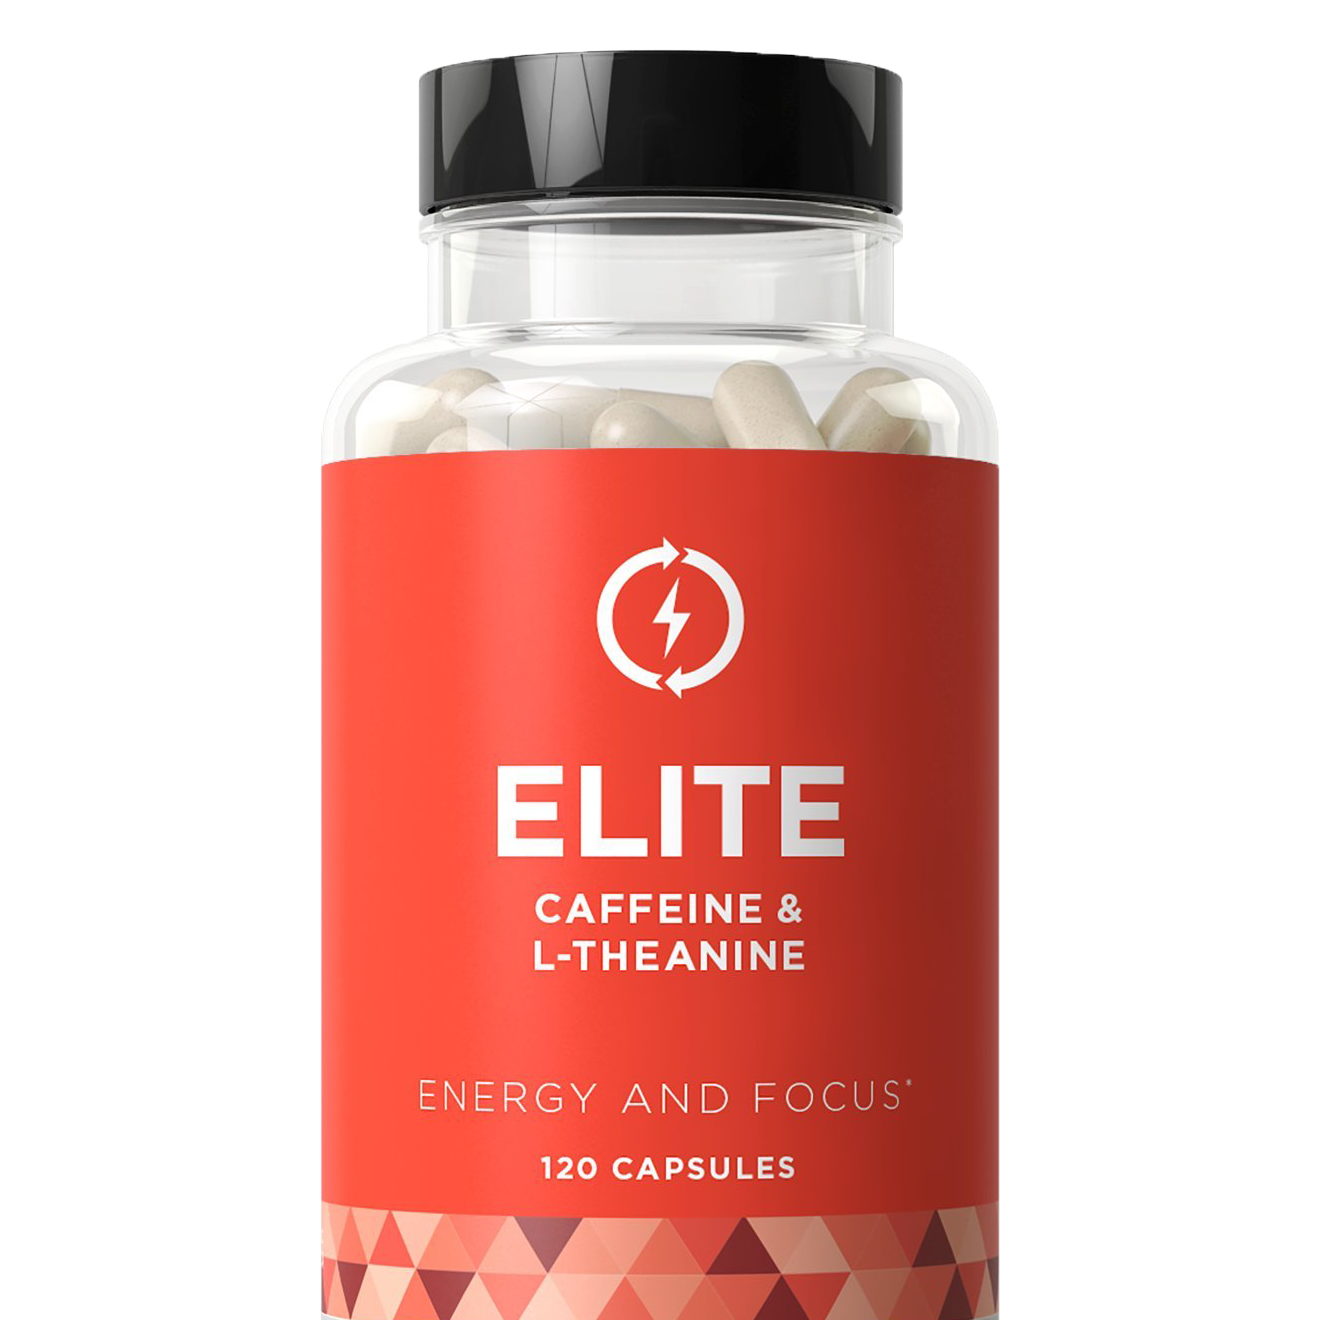 ELITE
CAFFEINE &
L-THEANINE
ENERGY AND FOCUS*
120 CAPSULES